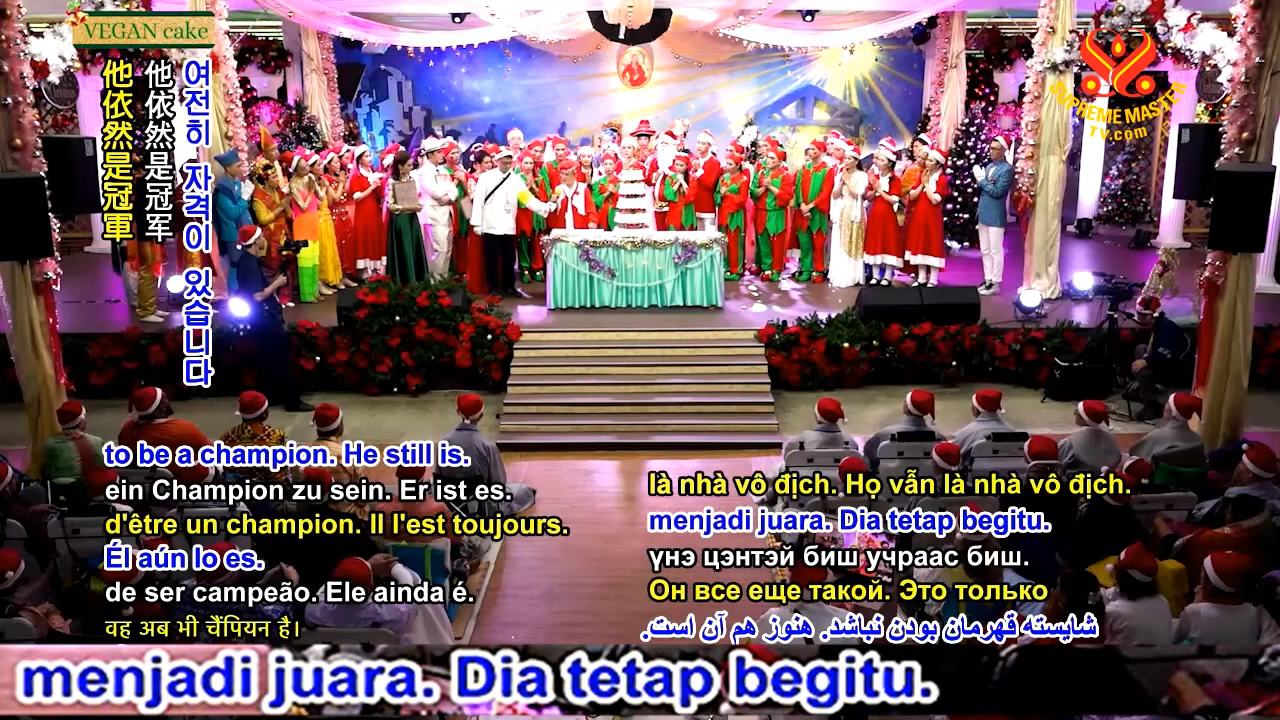 VEGAN cake
他依然是冠軍
他依然是冠军
여전히 자격이 있습니다
SUPREME MASTER
TV.com
to be a champion. He still is.
ein Champion zu sein. Er ist es.
d'être un champion. Il l'est toujours.
Él aún lo es.
de ser campeão. Ele ainda é.
वह अब भी चैंपियन है।
là nhà vô địch. Họ vẫn là nhà vô địch.
menjadi juara. Dia tetap begitu.
үнэ цэнтэй биш учраас биш.
Он все еще такой. Это только
شایسته قهرمان بودن نباشد. هنوز هم آن است.
menjadi juara. Dia tetap begitu.